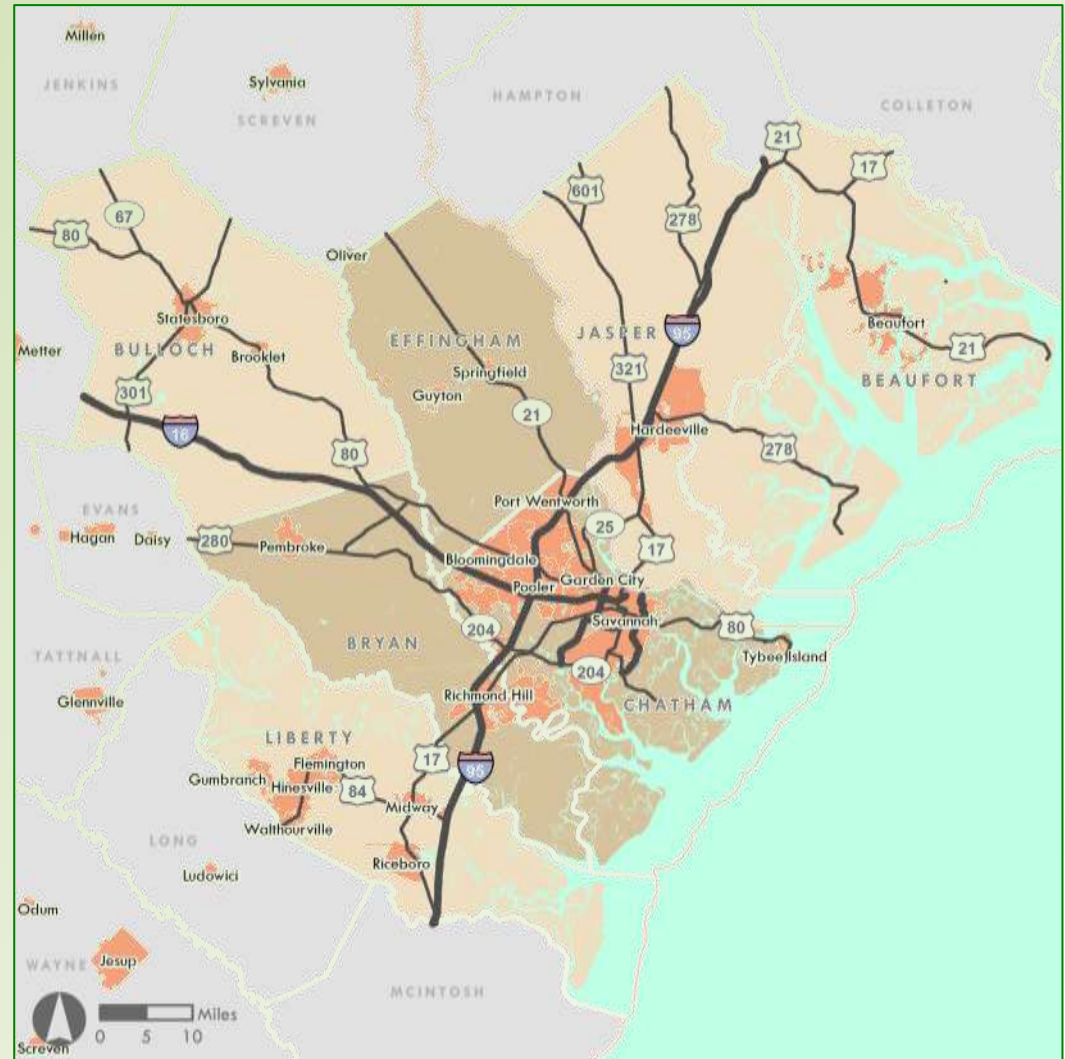 Millen
JENKINS
Sylvania
SCREVEN
HAMPTON
COLLETON
21
17
601
278
67
80
Oliver
Statesboro
BULLOCH
Brooklet
Metter
301
16
80
EFFINGHAM
Springfield
Guyton
21
JASPER
95
321
Hardeeville
278
Beaufort
21
BEAUFORT
EVANS
Hagan
Daisy
280
Pembroke
Port Wentworth
25
17
Bloomingdale
Garden City
Pooler
Savannah
80
Tybee Island
204
204
BRYAN
CHATHAM
Richmond Hill
TATTNALL
Glennville
LIBERTY
Flemington
Gumbranch
Hinesville
84
Walthourville
17
95
Midway
Riceboro
LONG
Ludowici
Odum
WAYNE
Jesup
MCINTOSH
Miles
0 5 10
Screven